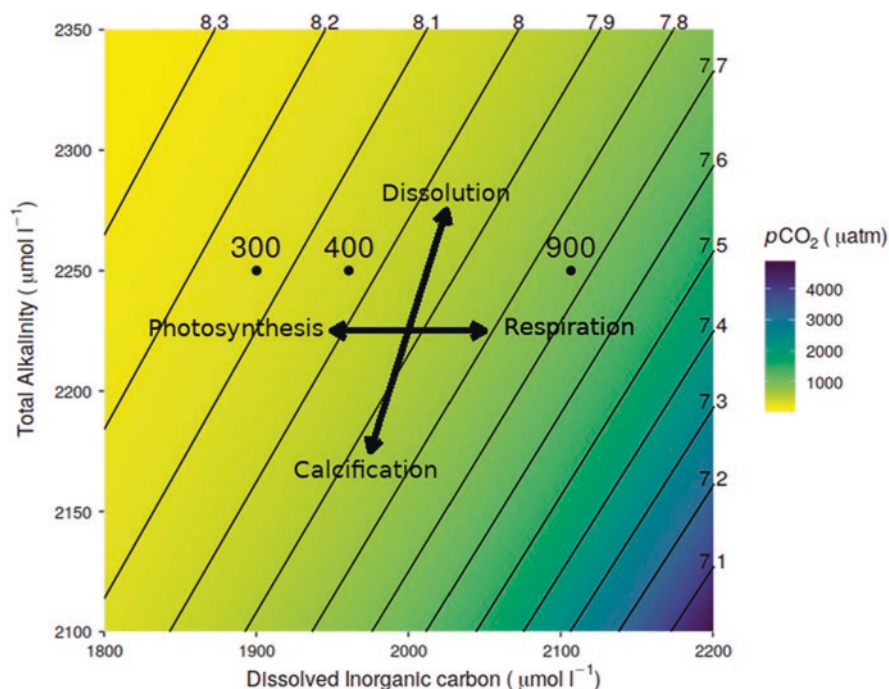 8.3 8.2 8.1 8 7.9 7.8
2350
7.7
2300
7.6
Dissolution
300 400 900
7.5
2250
pCO₂ ( μatm)
4000
3000
2000
1000
Photosynthesis Respiration
7.4
Total Alkalinity ( μmol l⁻¹)
2200
7.3
Calcification
7.2
2150
7.1
2100
1800 1900 2000 2100 2200
Dissolved Inorganic carbon ( μmol l⁻¹)